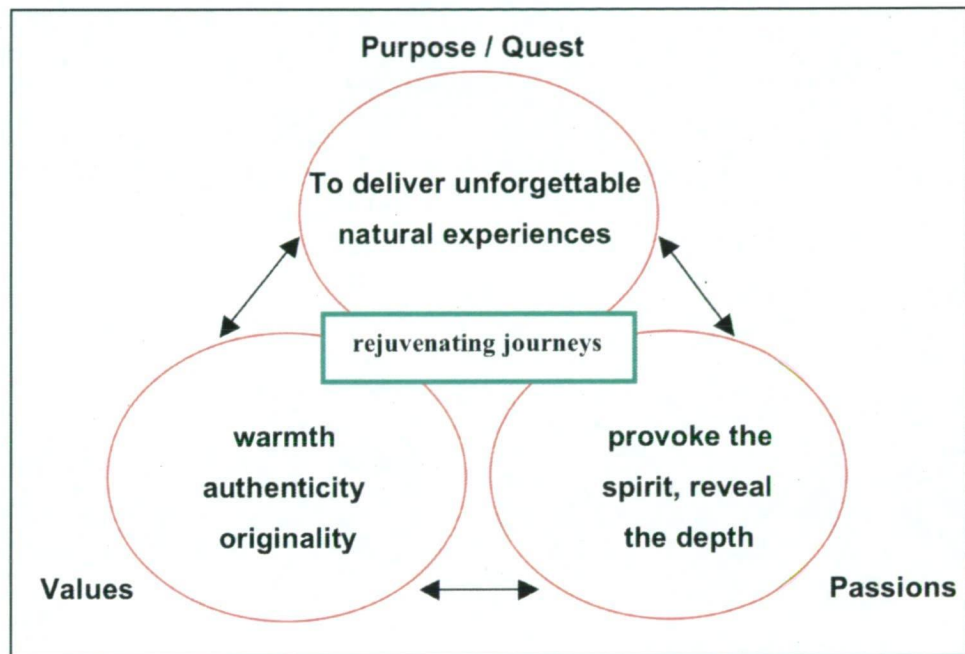 Purpose / Quest
To deliver unforgettable
natural experiences
rejuvenating journeys
warmth
authenticity
originality
provoke the
spirit, reveal
the depth
Values
Passions